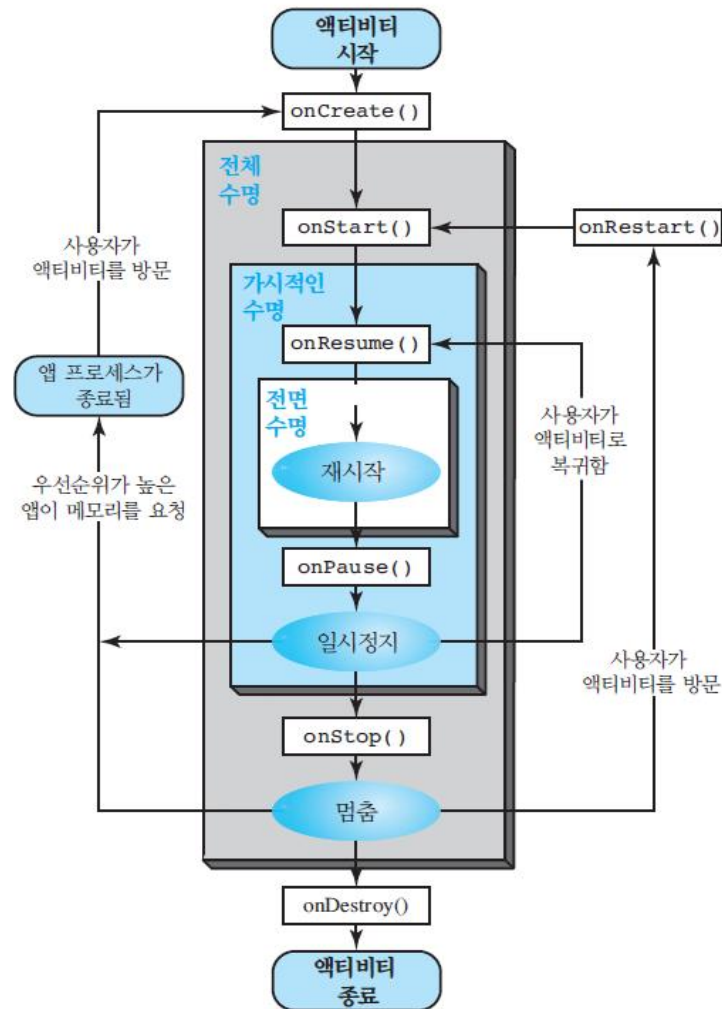 액티비티
시작
onCreate()
전체
수명
onStart()
onRestart()
사용자가
액티비티를 방문
가시적인
수명
onResume()
앱 프로세스가
종료됨
전면
수명
사용자가
액티비티로
복귀함
재시작
우선순위가 높은
앱이 메모리를 요청
onPause()
일시정지
사용자가
액티비티를 방문
onStop()
멈춤
onDestroy()
액티비티
종료